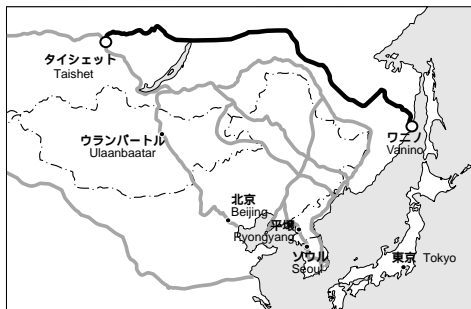 タイシェット
Taishet
ワニノ
Vanino
ウランバートル
Ulaanbaatar
北京
Beijing
平壌
Pyongyang
ソウル
Seoul
東京 Tokyo